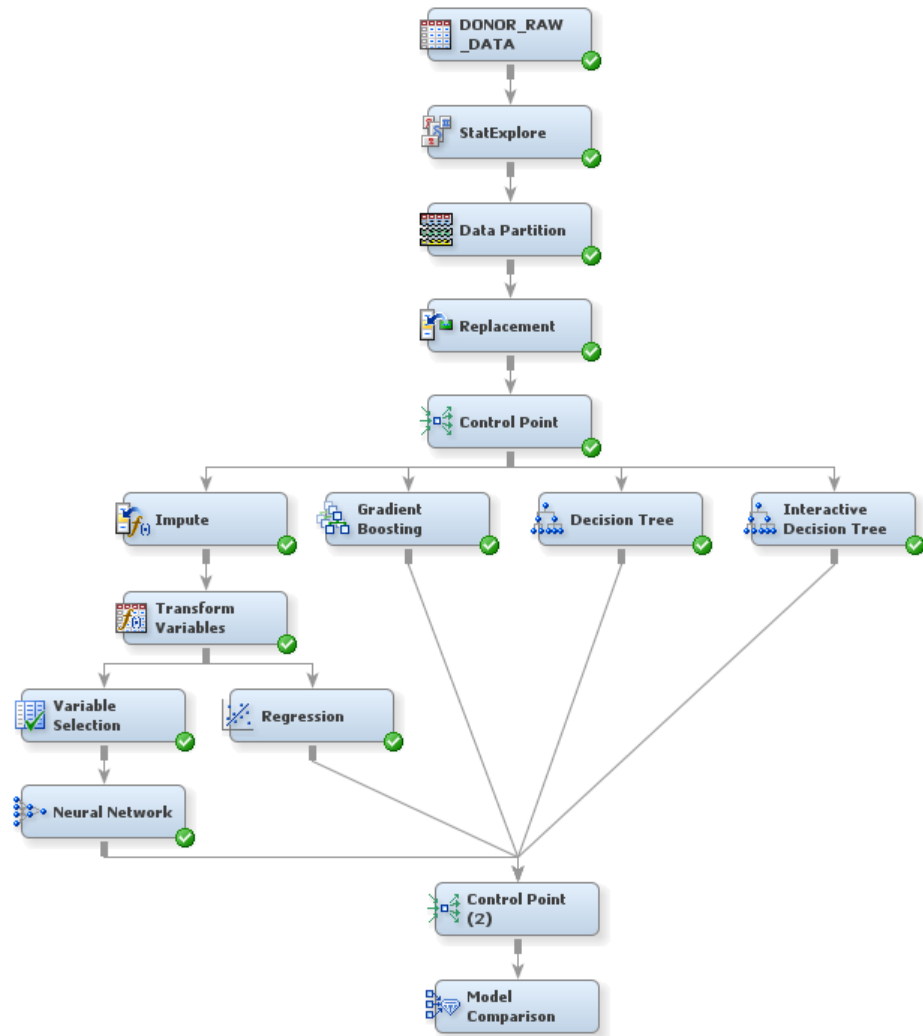 DONOR_RAW
_DATA
StatExplore
Data Partition
Replacement
Control Point
Impute
Gradient
Boosting
Decision Tree
Interactive
Decision Tree
Transform
Variables
Variable
Selection
Regression
Neural Network
Control Point
(2)
Model
Comparison